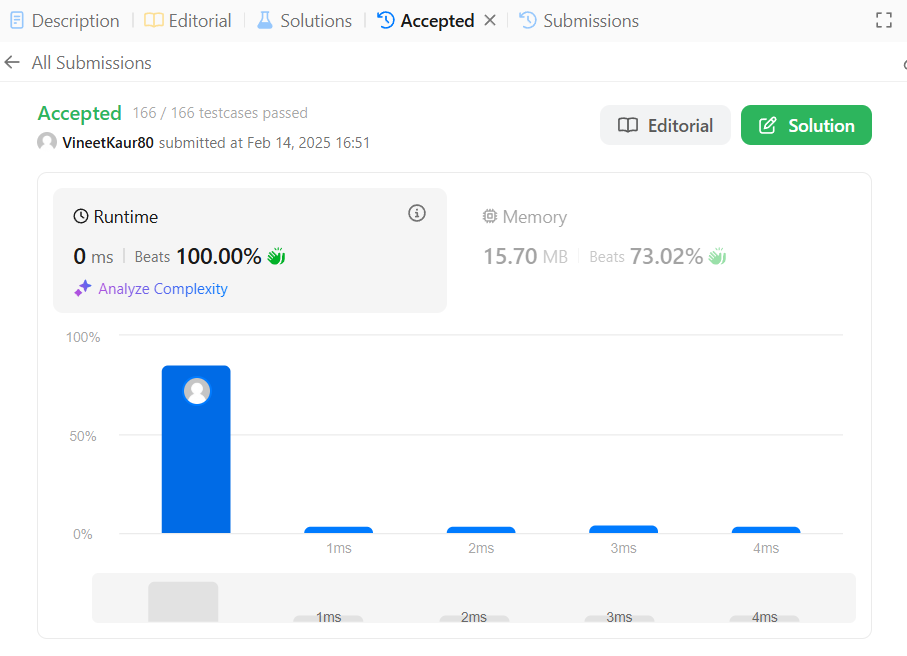 Description Editorial Solutions Accepted Submissions
All Submissions
Accepted 166 / 166 testcases passed
VineetKaur80 submitted at Feb 14, 2025 16:51
Editorial
Solution
Runtime
0 ms Beats 100.00%
Analyze Complexity
Memory
15.70 MB Beats 73.02%
100%
50%
0%
1ms 2ms 3ms 4ms
1ms 2ms 3ms 4ms